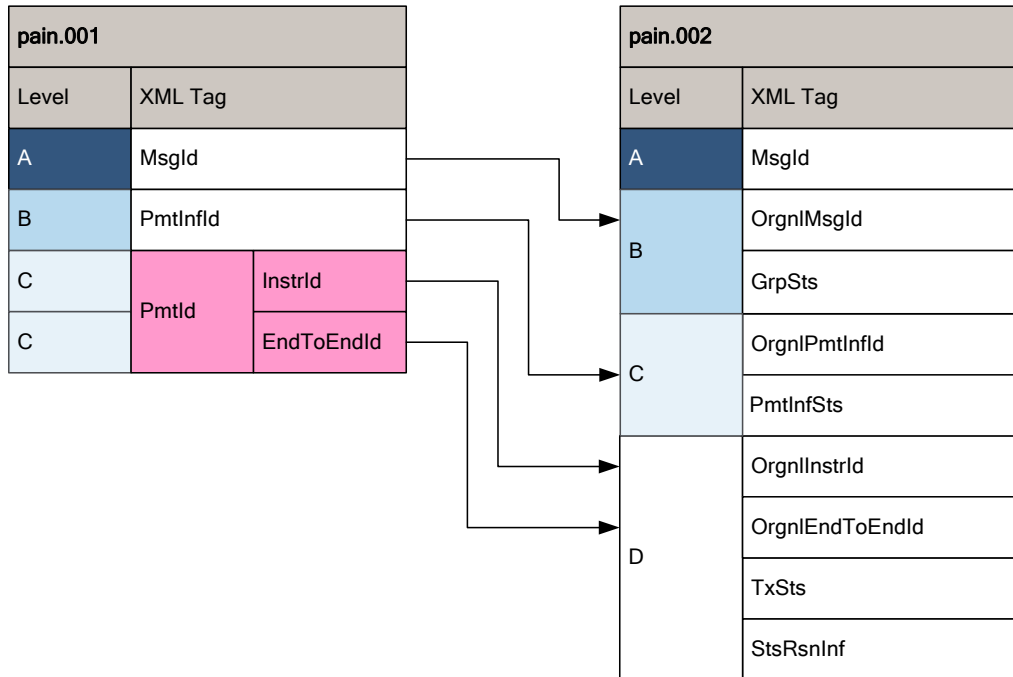 pain.001
Level XML Tag
A MsgId
B PmtInfId
C PmtId InstrId
C EndToEndId
pain.002
Level XML Tag
A MsgId
B OrgnlMsgId
GrpSts
C OrgnlPmtInfId
PmtInfSts
D OrgnlInstrId
OrgnlEndToEndId
TxSts
StsRsnInf